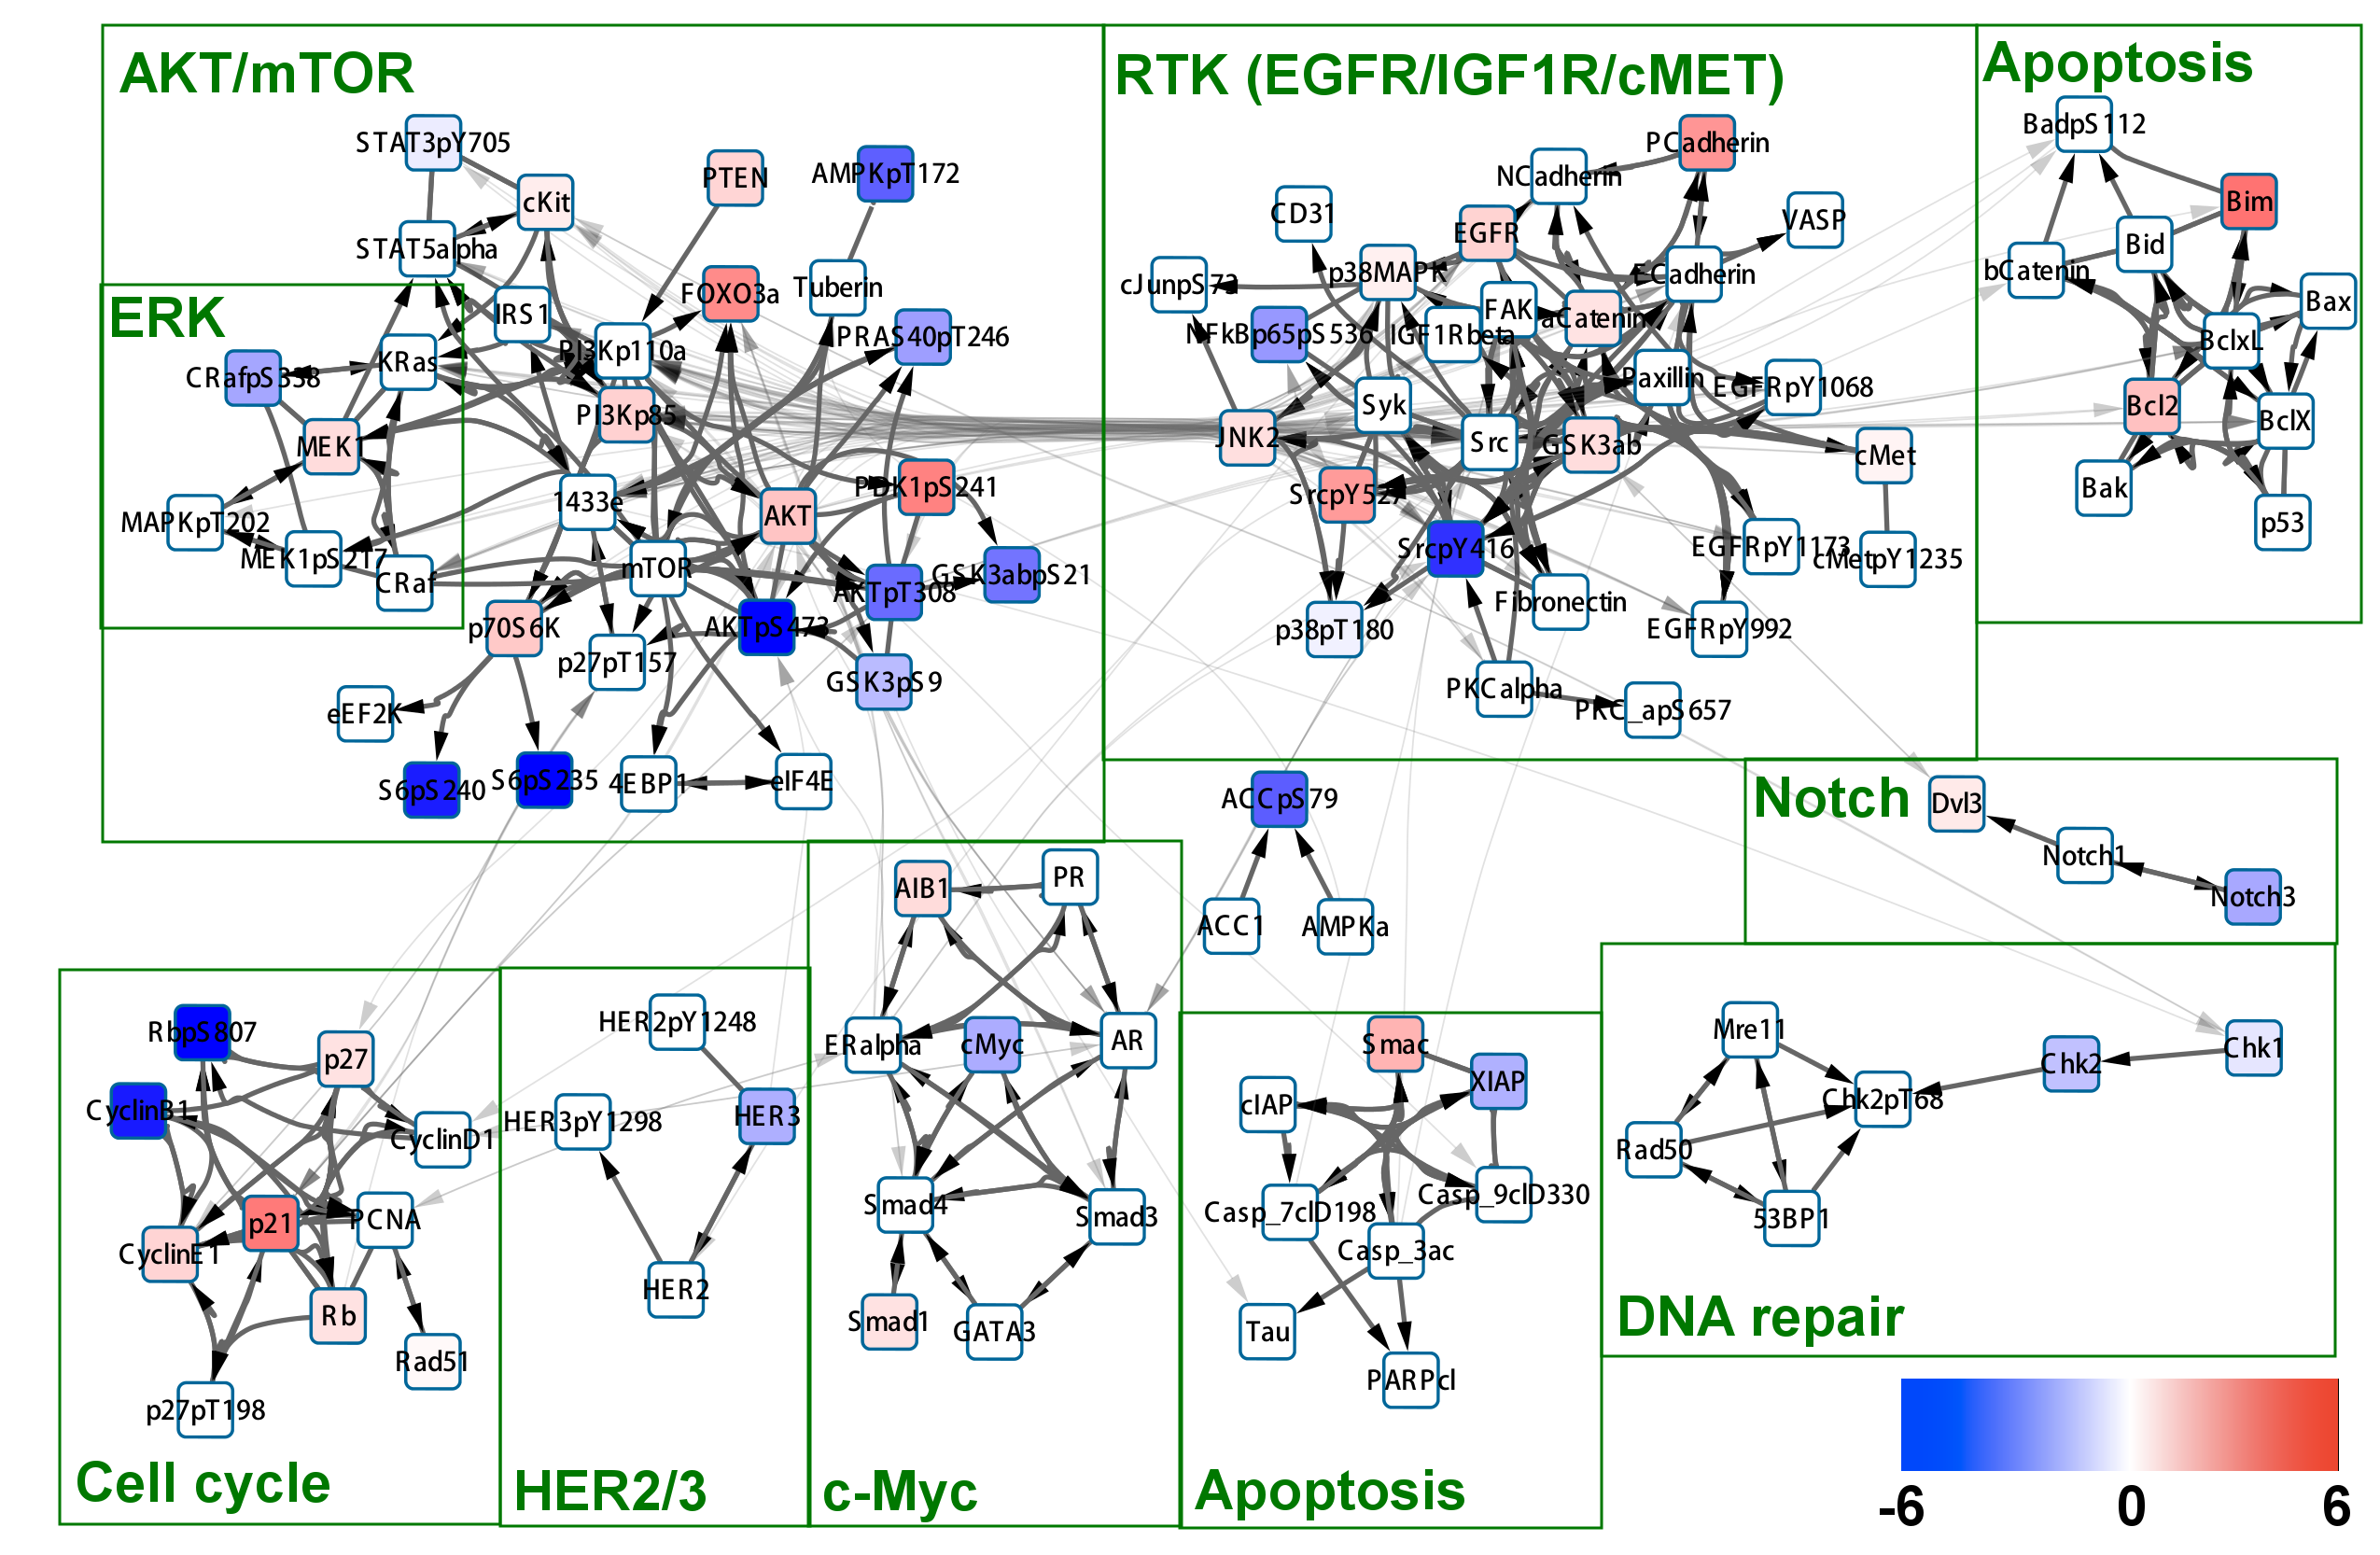 AKT/mTOR
STAT3pY705
cKit
PTEN
AMPKpT172
STAT5alpha
FOXO3a
Tuberin
IRS1
PI3Kp110a
PRAS40pT246
PI3Kp85
1433e
AKT
PDK1pS241
mTOR
AKTpT308
GSK3abpS21
p70S6K
p27pT157
AKTpS473
GSK3pS9
eEF2K
S6pS240
S6pS235
4EBP1
eIF4E
ERK
CRafpS338
KRas
MEK1
MAPKpT202
MEK1pS217
CRaf
RTK (EGFR/IGF1R/cMET)
PCadherin
NCadherin
CD31
EGFR
VASP
cJunpS73
p38MAPK
ECadherin
NFkBp65pS536
IGF1Rbeta
FAK
aCatenin
Syk
Paxillin
EGFRpY1068
JNK2
Src
GSK3ab
cMet
SrcpY527
SrcpY416
EGFRpY1173
cMetpY1235
p38pT180
Fibronectin
EGFRpY992
PKCalpha
PKC_apS657
Apoptosis
BadpS112
Bim
Bid
bCatenin
Bax
BclxL
Bcl2
BclX
Bak
p53
ACCpS79
ACC1
AMPKa
Notch
Dvl3
Notch1
Notch3
Cell cycle
RbpS807
p27
CyclinB1
CyclinD1
p21
PCNA
CyclinE1
Rb
Rad51
p27pT198
HER2/3
HER2pY1248
HER3pY1298
HER3
HER2
c-Myc
AIB1
PR
ERalpha
cMyc
AR
Smad4
Smad3
Smad1
GATA3
Apoptosis
Smac
cIAP
XIAP
Casp_7clD198
Casp_9clD330
Casp_3ac
Tau
PARPcl
DNA repair
Mre11
Chk1
Chk2
Chk2pT68
Rad50
53BP1
-6 0 6